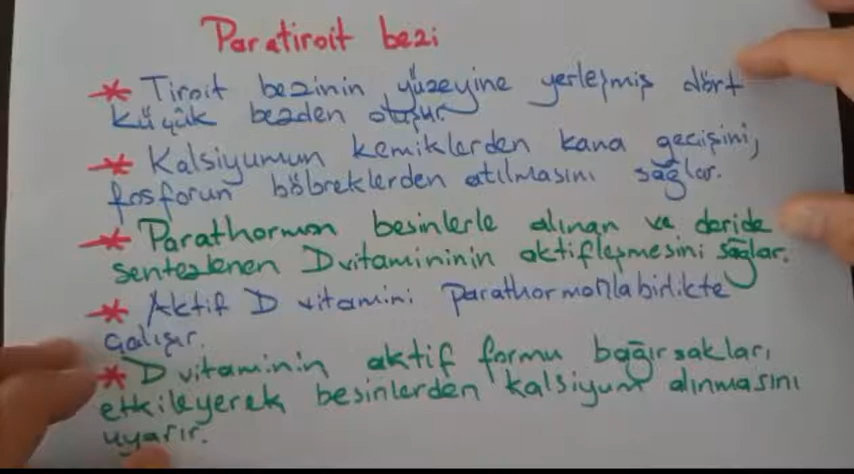 Paratiroit bezi
* Tiroit bezinin yüzeyine yerleşmiş dört
küçük bezden oluşur.
* Kalsiyumun kemiklerden kana geçişini,
fosforun böbreklerden atılmasını sağlar.
* Parathormon besinlerle alınan ve deride
sentezlenen D vitamininin aktifleşmesini sağlar.
* Aktif D vitamini parathormonla birlikte
çalışır.
* D vitaminin aktif formu bağırsakları
etkileyerek besinlerden kalsiyum alınmasını
uyarır.